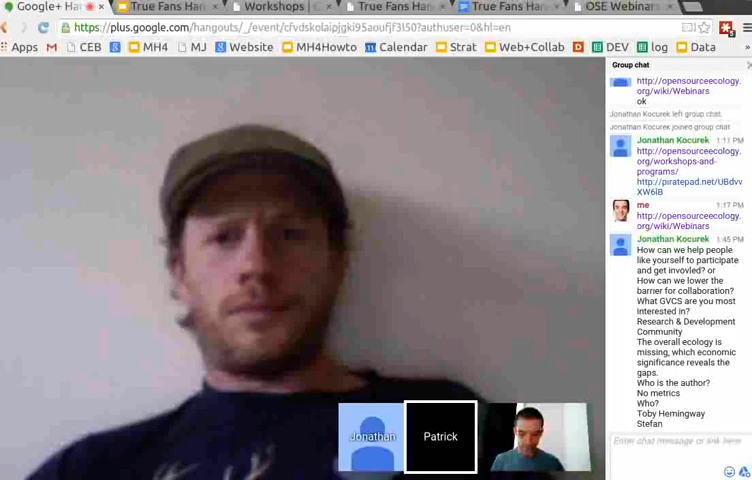 Google+ Han
True Fans Han
Workshops | O
True Fans Han
True Fans Han
OSE Webinars
https://plus.google.com/hangouts/_/event/cfvdskolaipjgki95aoufjf3l50?authuser=0&hl=en
Apps
CEB
MH4
MJ
Website
MH4Howto
Calendar
Strat
Web+Collab
DEV
log
Data
»
Group chat
http://opensourceecology.
org/wiki/Webinars
ok
Jonathan Kocurek left group chat.
Jonathan Kocurek joined group chat
Jonathan Kocurek 1:11 PM
http://opensourceecology.
org/workshops-and-
programs/
http://piratepad.net/UBdvv
XW6lB
me 1:17 PM
http://opensourceecology.
org/wiki/Webinars
Jonathan Kocurek 1:45 PM
How can we help people
like yourself to participate
and get invovled? or
How can we lower the
barrier for collaboration?
What GVCS are you most
interested in?
Research & Development
Community
The overall ecology is
missing, which economic
significance reveals the
gaps.
Who is the author?
No metrics
Who?
Toby Hemingway
Stefan
Enter chat message or link here
Jonathan
Patrick